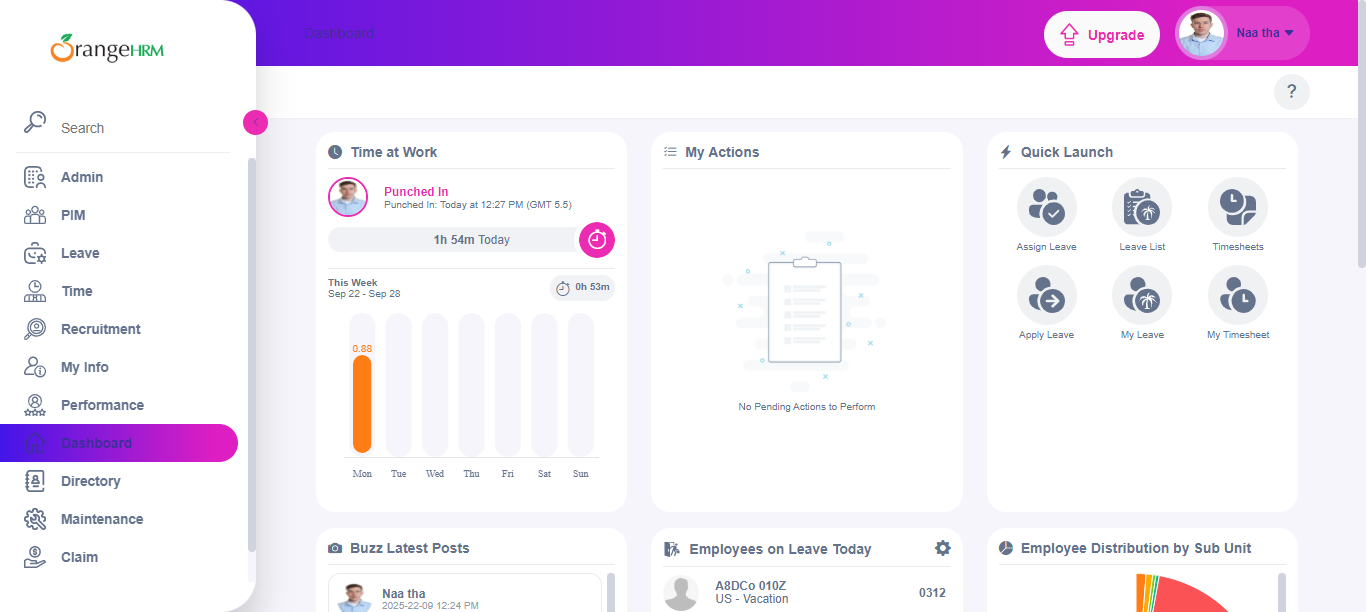 OrangeHRM
Dashboard
Upgrade
Naa tha
?
Search
Admin
PIM
Leave
Time
Recruitment
My Info
Performance
Dashboard
Directory
Maintenance
Claim
Time at Work
Punched In
Punched In: Today at 12:27 PM (GMT 5.5)
1h 54m Today
This Week
Sep 22 - Sep 28
0h 53m
0.88
Mon Tue Wed Thu Fri Sat Sun
My Actions
No Pending Actions to Perform
Quick Launch
Assign Leave Leave List Timesheets
Apply Leave My Leave My Timesheet
Buzz Latest Posts
Naa tha
2025-22-09 12:24 PM
Employees on Leave Today
A8DCo 010Z
US - Vacation
0312
Employee Distribution by Sub Unit